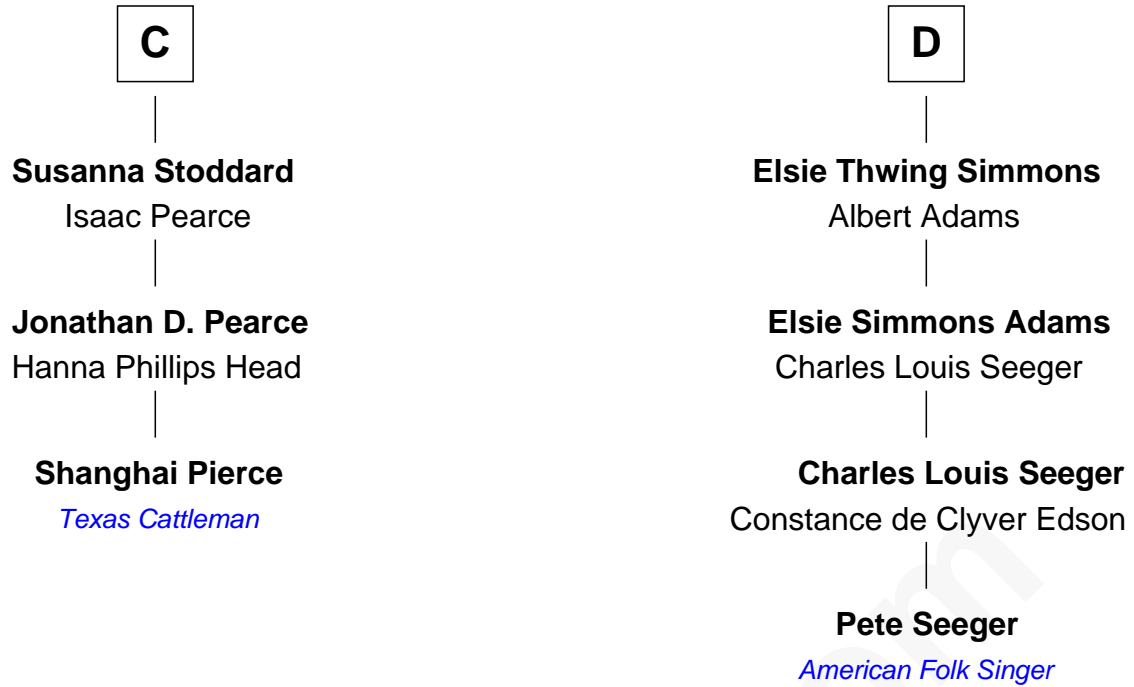 C
Susanna Stoddard
Isaac Pearce
Jonathan D. Pearce
Hanna Phillips Head
Shanghai Pierce
Texas Cattleman
D
Elsie Thwing Simmons
Albert Adams
Elsie Simmons Adams
Charles Louis Seeger
Charles Louis Seeger
Constance de Clyver Edson
Pete Seeger
American Folk Singer